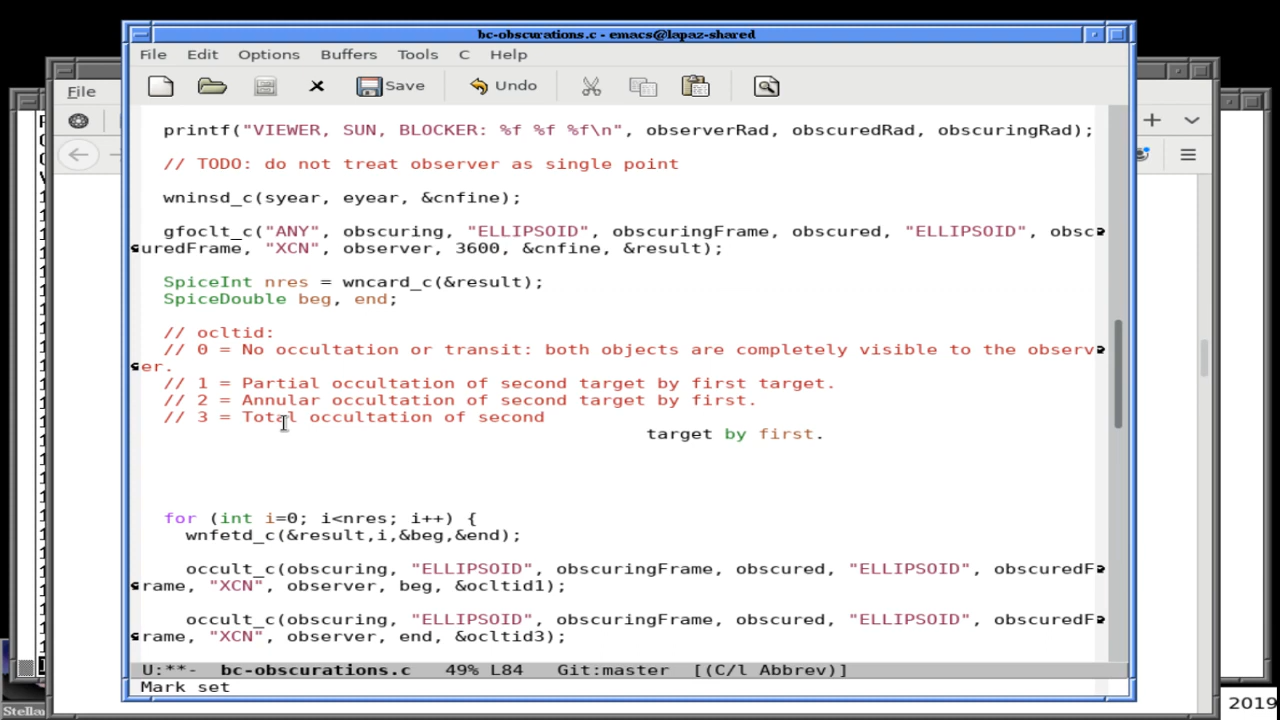 bc-obscurations.c - emacs@lapaz-shared
File Edit Options Buffers Tools C Help
Save Undo
File
printf("VIEWER, SUN, BLOCKER: %f %f %f\n", observerRad, obscuredRad, obscuringRad);
// TODO: do not treat observer as single point
wninsd_c(syear, eyear, &cnfine);
gfoclt_c("ANY", obscuring, "ELLIPSOID", obscuringFrame, obscured, "ELLIPSOID", obsc
uredFrame, "XCN", observer, 3600, &cnfine, &result);
SpiceInt nres = wncard_c(&result);
SpiceDouble beg, end;
// ocltid:
// 0 = No occultation or transit: both objects are completely visible to the observ
er.
// 1 = Partial occultation of second target by first target.
// 2 = Annular occultation of second target by first.
// 3 = Total occultation of second
target by first.
for (int i=0; i<nres; i++) {
wnfetd_c(&result,i,&beg,&end);
occult_c(obscuring, "ELLIPSOID", obscuringFrame, obscured, "ELLIPSOID", obscuredF
rame, "XCN", observer, beg, &ocltid1);
occult_c(obscuring, "ELLIPSOID", obscuringFrame, obscured, "ELLIPSOID", obscuredF
rame, "XCN", observer, end, &ocltid3);
U:**- bc-obscurations.c 49% L84 Git:master [(C/l Abbrev)]
Mark set
2019